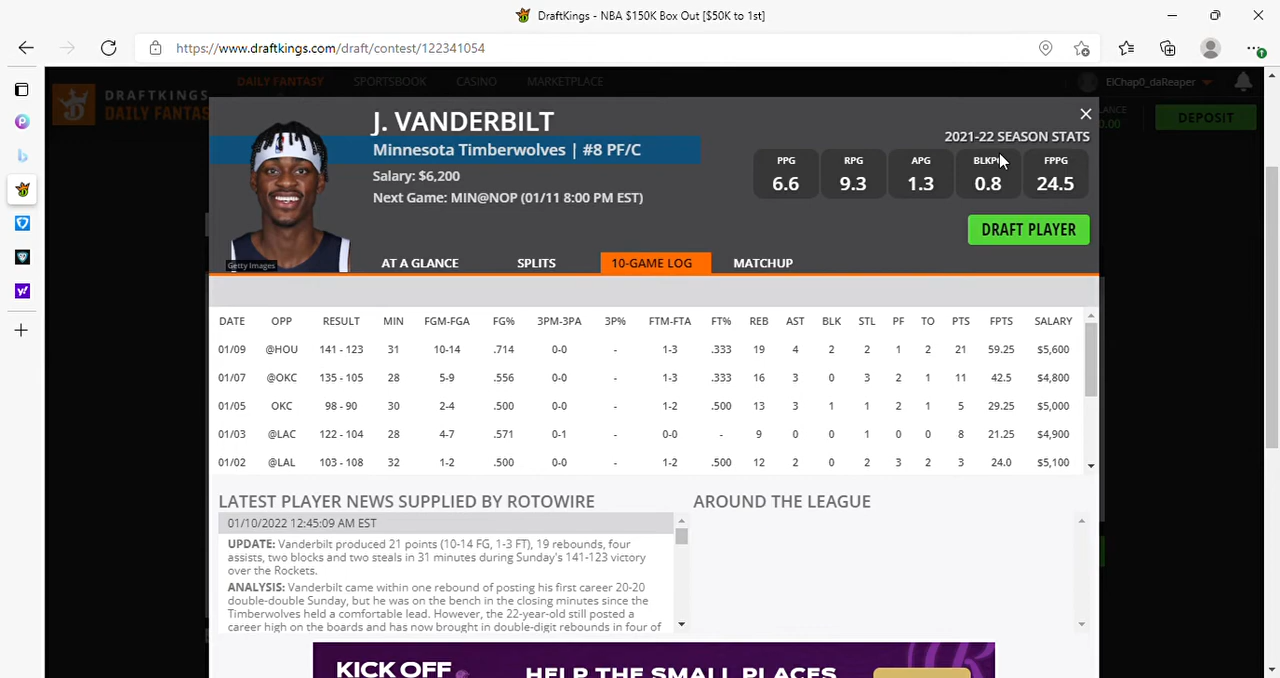 DraftKings - NBA $150K Box Out [$50K to 1st]
https://www.draftkings.com/draft/contest/122341054
DAILY FANTASY SPORTSBOOK CASINO MARKETPLACE
ElChap0_daReaper
DRAFTKINGS
DAILY FANTAS
0.00
DEPOSIT
J. VANDERBILT
Minnesota Timberwolves | #8 PF/C
Salary: $6,200
Next Game: MIN@NOP (01/11 8:00 PM EST)
2021-22 SEASON STATS
PPG RPG APG BLKPG FPPG
6.6 9.3 1.3 0.8 24.5
DRAFT PLAYER
Getty Images
AT A GLANCE SPLITS 10-GAME LOG MATCHUP
DATE OPP RESULT MIN FGM-FGA FG% 3PM-3PA 3P% FTM-FTA FT% REB AST BLK STL PF TO PTS FPTS SALARY
01/09 @HOU 141 - 123 31 10-14 .714 0-0 - 1-3 .333 19 4 2 2 1 2 21 59.25 $5,600
01/07 @OKC 135 - 105 28 5-9 .556 0-0 - 1-3 .333 16 3 0 3 2 1 11 42.5 $4,800
01/05 OKC 98 - 90 30 2-4 .500 0-0 - 1-2 .500 13 3 1 1 2 1 5 29.25 $5,000
01/03 @LAC 122 - 104 28 4-7 .571 0-1 - 0-0 - 9 0 0 1 0 0 8 21.25 $4,900
01/02 @LAL 103 - 108 32 1-2 .500 0-0 - 1-2 .500 12 2 0 2 3 2 3 24.0 $5,100
LATEST PLAYER NEWS SUPPLIED BY ROTOWIRE
01/10/2022 12:45:09 AM EST
UPDATE: Vanderbilt produced 21 points (10-14 FG, 1-3 FT), 19 rebounds, four
assists, two blocks and two steals in 31 minutes during Sunday's 141-123 victory
over the Rockets.
ANALYSIS: Vanderbilt came within one rebound of posting his first career 20-20
double-double Sunday, but he was on the bench in the closing minutes since the
Timberwolves held a comfortable lead. However, the 22-year-old still posted a
career high on the boards and has now brought in double-digit rebounds in four of
AROUND THE LEAGUE
KICK OFF
HELP THE SMALL PLACES